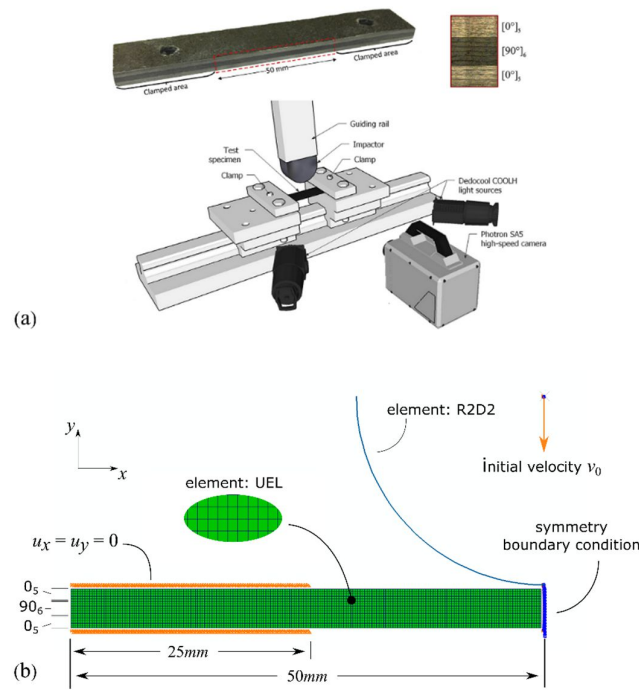 [0°]₅
[90°]₆
[0°]₅
50 mm
Clamped area
Clamped area
Guiding rail
Impactor
Test
specimen
Clamp
Clamp
Dedocool COOLH
light sources
Photron SA5
high-speed camera
(a)
element: R2D2
y
x
initial velocity v₀
element: UEL
symmetry
boundary condition
uₓ = uᵧ = 0
0₅
90₆
0₅
25mm
50mm
(b)